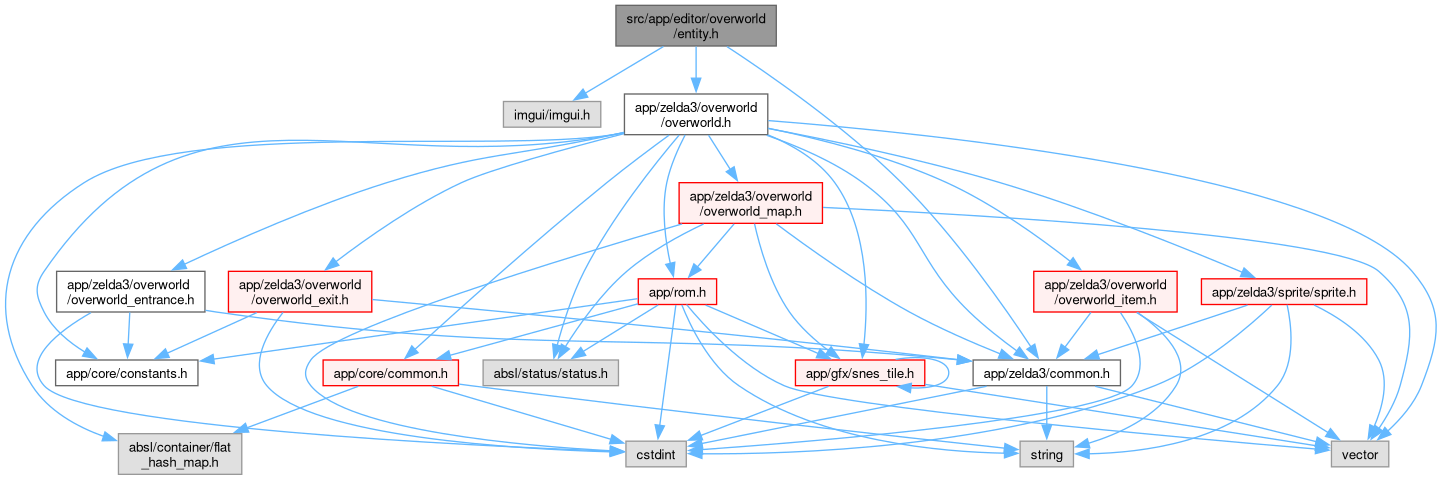 src/app/editor/overworld
/entity.h
imgui/imgui.h
app/zelda3/overworld
/overworld.h
app/zelda3/overworld
/overworld_map.h
app/zelda3/overworld
/overworld_entrance.h
app/zelda3/overworld
/overworld_exit.h
app/rom.h
app/zelda3/overworld
/overworld_item.h
app/zelda3/sprite/sprite.h
app/core/constants.h
app/core/common.h
absl/status/status.h
app/gfx/snes_tile.h
app/zelda3/common.h
absl/container/flat
_hash_map.h
cstdint
string
vector